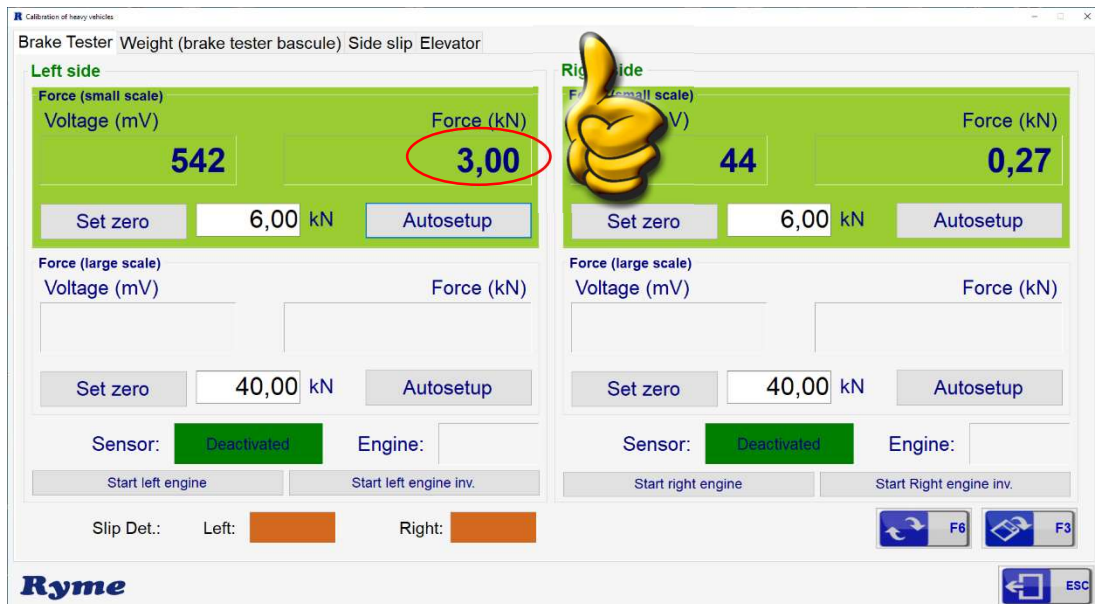 R Calibration of heavy vehicles
Brake Tester Weight (brake tester bascule) Side slip Elevator
Left side
Force (small scale)
Voltage (mV) Force (kN)
542 3,00
Set zero 6,00 kN Autosetup
Force (large scale)
Voltage (mV) Force (kN)
Set zero 40,00 kN Autosetup
Sensor: Deactivated Engine:
Start left engine Start left engine inv.
Slip Det.: Left: Right:
side
scale)
V) Force (kN)
44 0,27
Set zero 6,00 kN Autosetup
Force (large scale)
Voltage (mV) Force (kN)
Set zero 40,00 kN Autosetup
Sensor: Deactivated Engine:
Start right engine Start Right engine inv.
F6 F3
Ryme
ESC